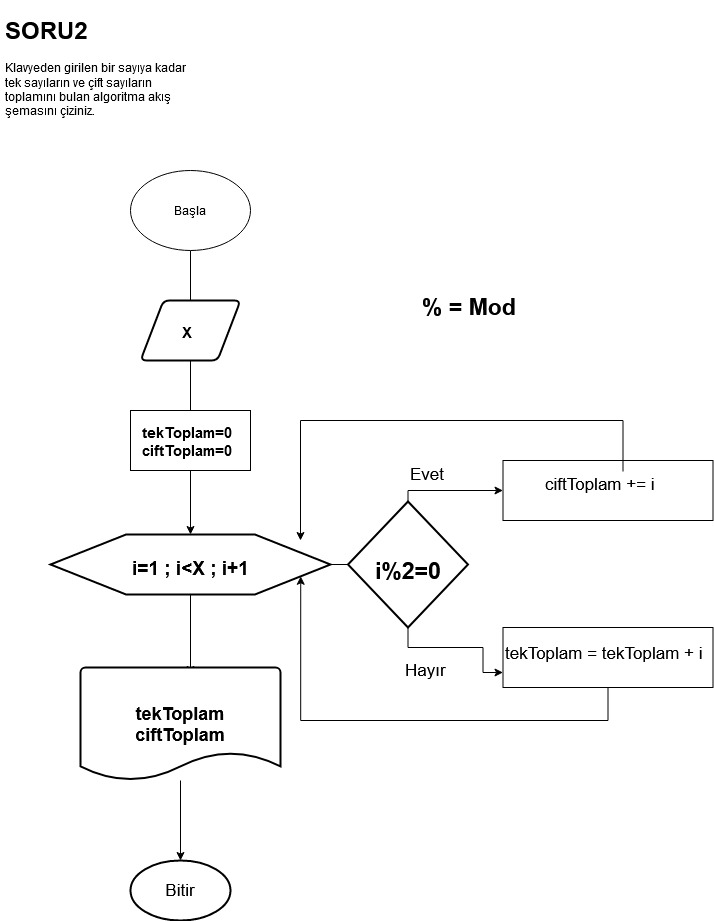 SORU2
Klavyeden girilen bir sayıya kadar
tek sayıların ve çift sayıların
toplamını bulan algoritma akış
şemasını çiziniz.
Başla
X
% = Mod
tekToplam=0
ciftToplam=0
Evet
ciftToplam += i
i=1 ; i<X ; i+1
i%2=0
Hayır
tekToplam = tekToplam + i
tekToplam
ciftToplam
Bitir